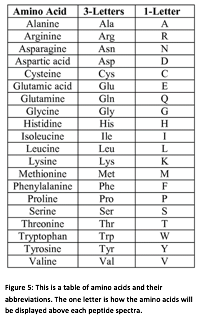 Amino Acid 3-Letters 1-Letter
Alanine Ala A
Arginine Arg R
Asparagine Asn N
Aspartic acid Asp D
Cysteine Cys C
Glutamic acid Glu E
Glutamine Gln Q
Glycine Gly G
Histidine His H
Isoleucine Ile I
Leucine Leu L
Lysine Lys K
Methionine Met M
Phenylalanine Phe F
Proline Pro P
Serine Ser S
Threonine Thr T
Tryptophan Trp W
Tyrosine Tyr Y
Valine Val V
Figure 5: This is a table of amino acids and their
abbreviations. The one letter is how the amino acids will
be displayed above each peptide spectra.